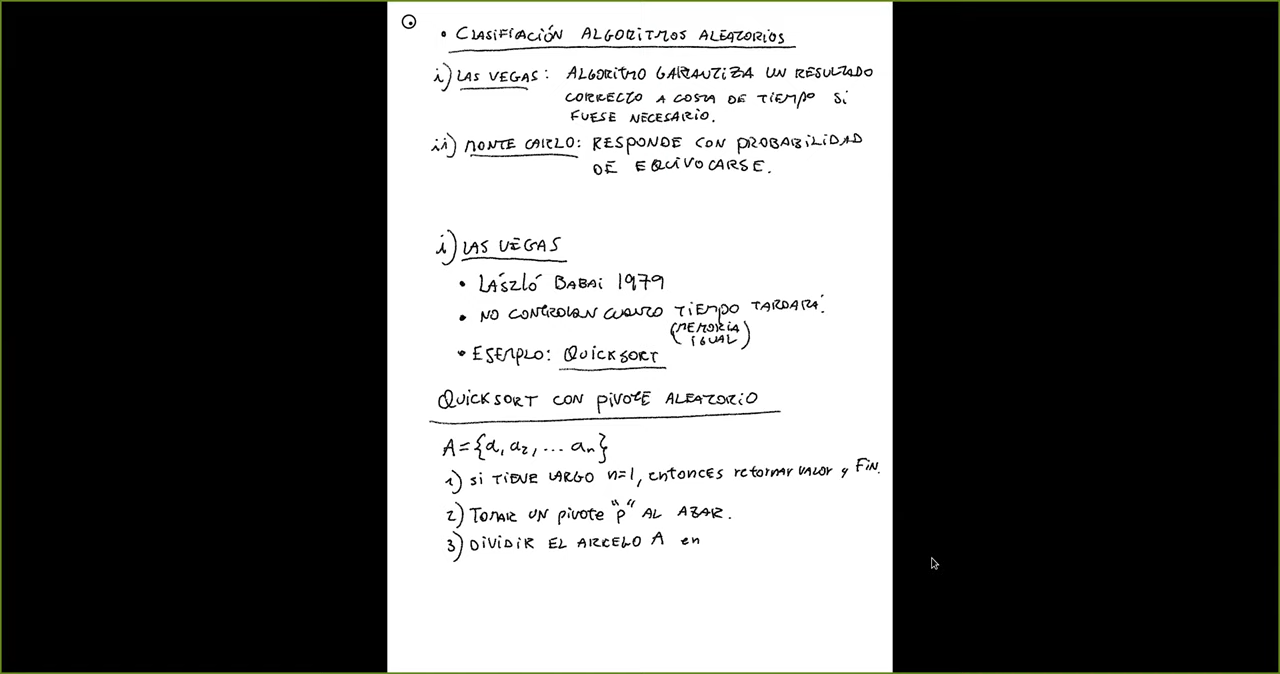 • CLASIFIACIÓN ALGORITMOS ALEATORIOS
i) LAS VEGAS: ALGORITMO GARANTIZA UN RESULTADO
CORRECTO A COSTA DE TIEMPO SI
FUESE NECESARIO.
ii) MONTE CARLO: RESPONDE CON PROBABILIDAD
DE EQUIVOCARSE.
i) LAS VEGAS
• LÁSZLÓ BABAI 1979
• NO CONTROLAN CUANTO TIEMPO TARDARÁ.
(MEMORIA
IGUAL)
• EJEMPLO: QUICKSORT
QUICKSORT CON PIVOTE ALEATORIO
A={a, a2, ... an}
1) SI TIENE LARGO n=1, entonces retornar VALOR y FIN.
2) TOMAR UN pivote "p" AL AZAR.
3) DIVIDIR EL ARREGLO A en